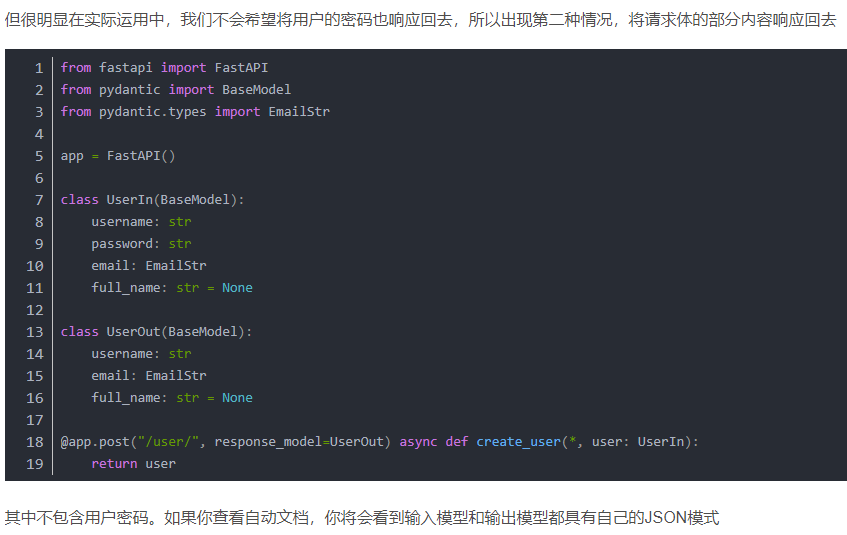 但很明显在实际运用中，我们不会希望将用户的密码也响应回去，所以出现第二种情况，将请求体的部分内容响应回去
1 from fastapi import FastAPI
2 from pydantic import BaseModel
3 from pydantic.types import EmailStr
4
5 app = FastAPI()
6
7 class UserIn(BaseModel):
8     username: str
9     password: str
10     email: EmailStr
11     full_name: str = None
12
13 class UserOut(BaseModel):
14     username: str
15     email: EmailStr
16     full_name: str = None
17
18 @app.post("/user/", response_model=UserOut) async def create_user(*, user: UserIn):
19     return user
其中不包含用户密码。如果你查看自动文档，你将会看到输入模型和输出模型都具有自己的JSON模式